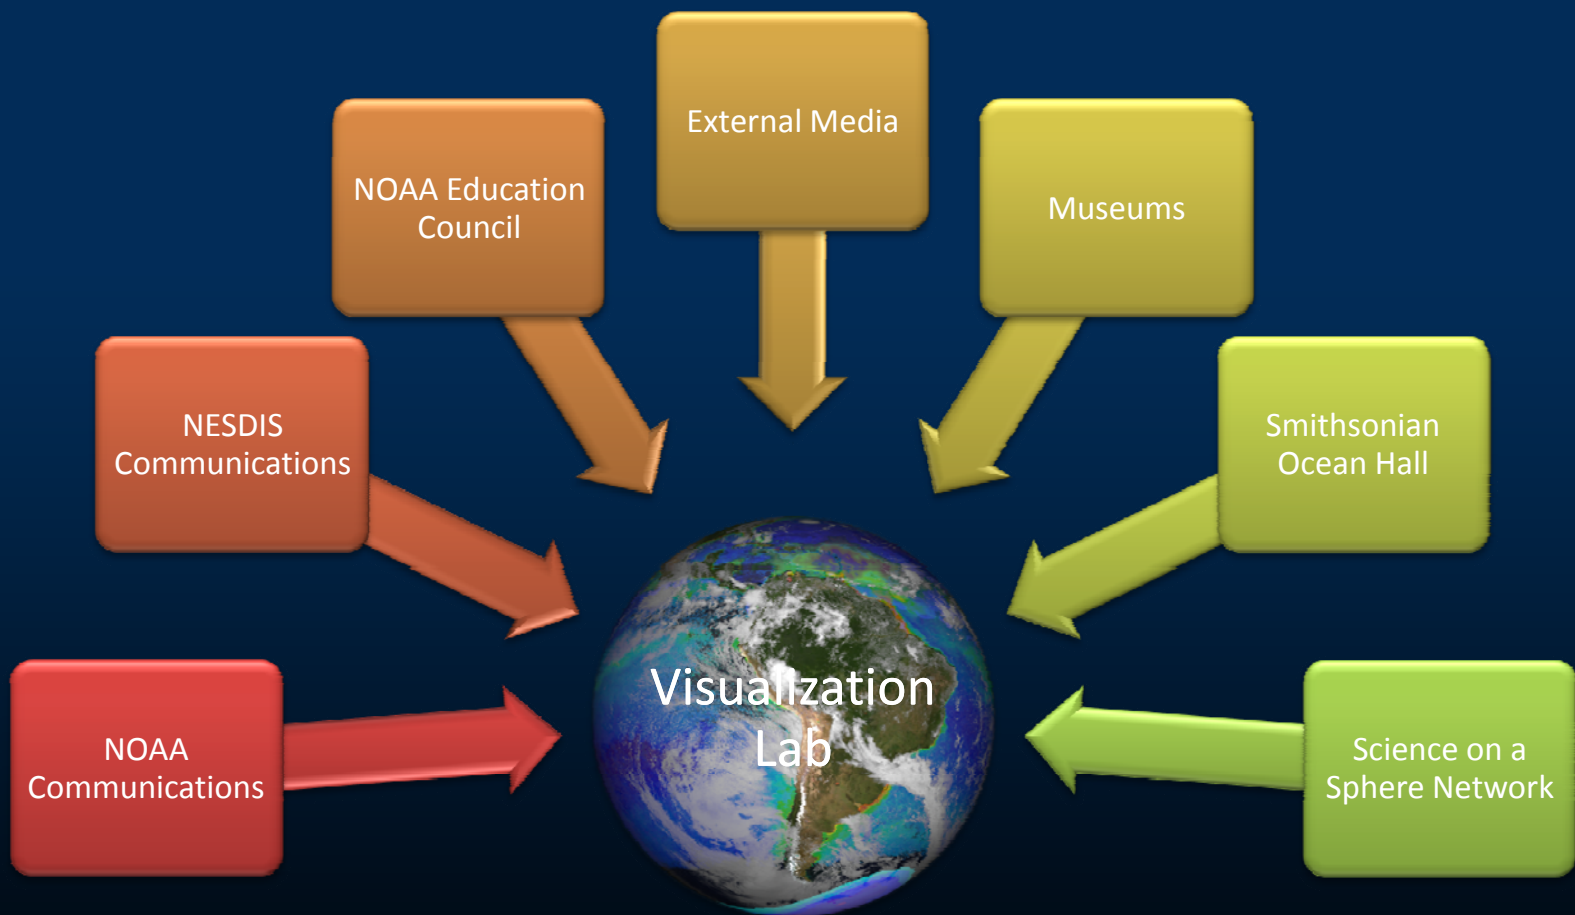 External Media
NOAA Education
Council
Museums
NESDIS
Communications
Smithsonian
Ocean Hall
Visualization
Lab
NOAA
Communications
Science on a
Sphere Network